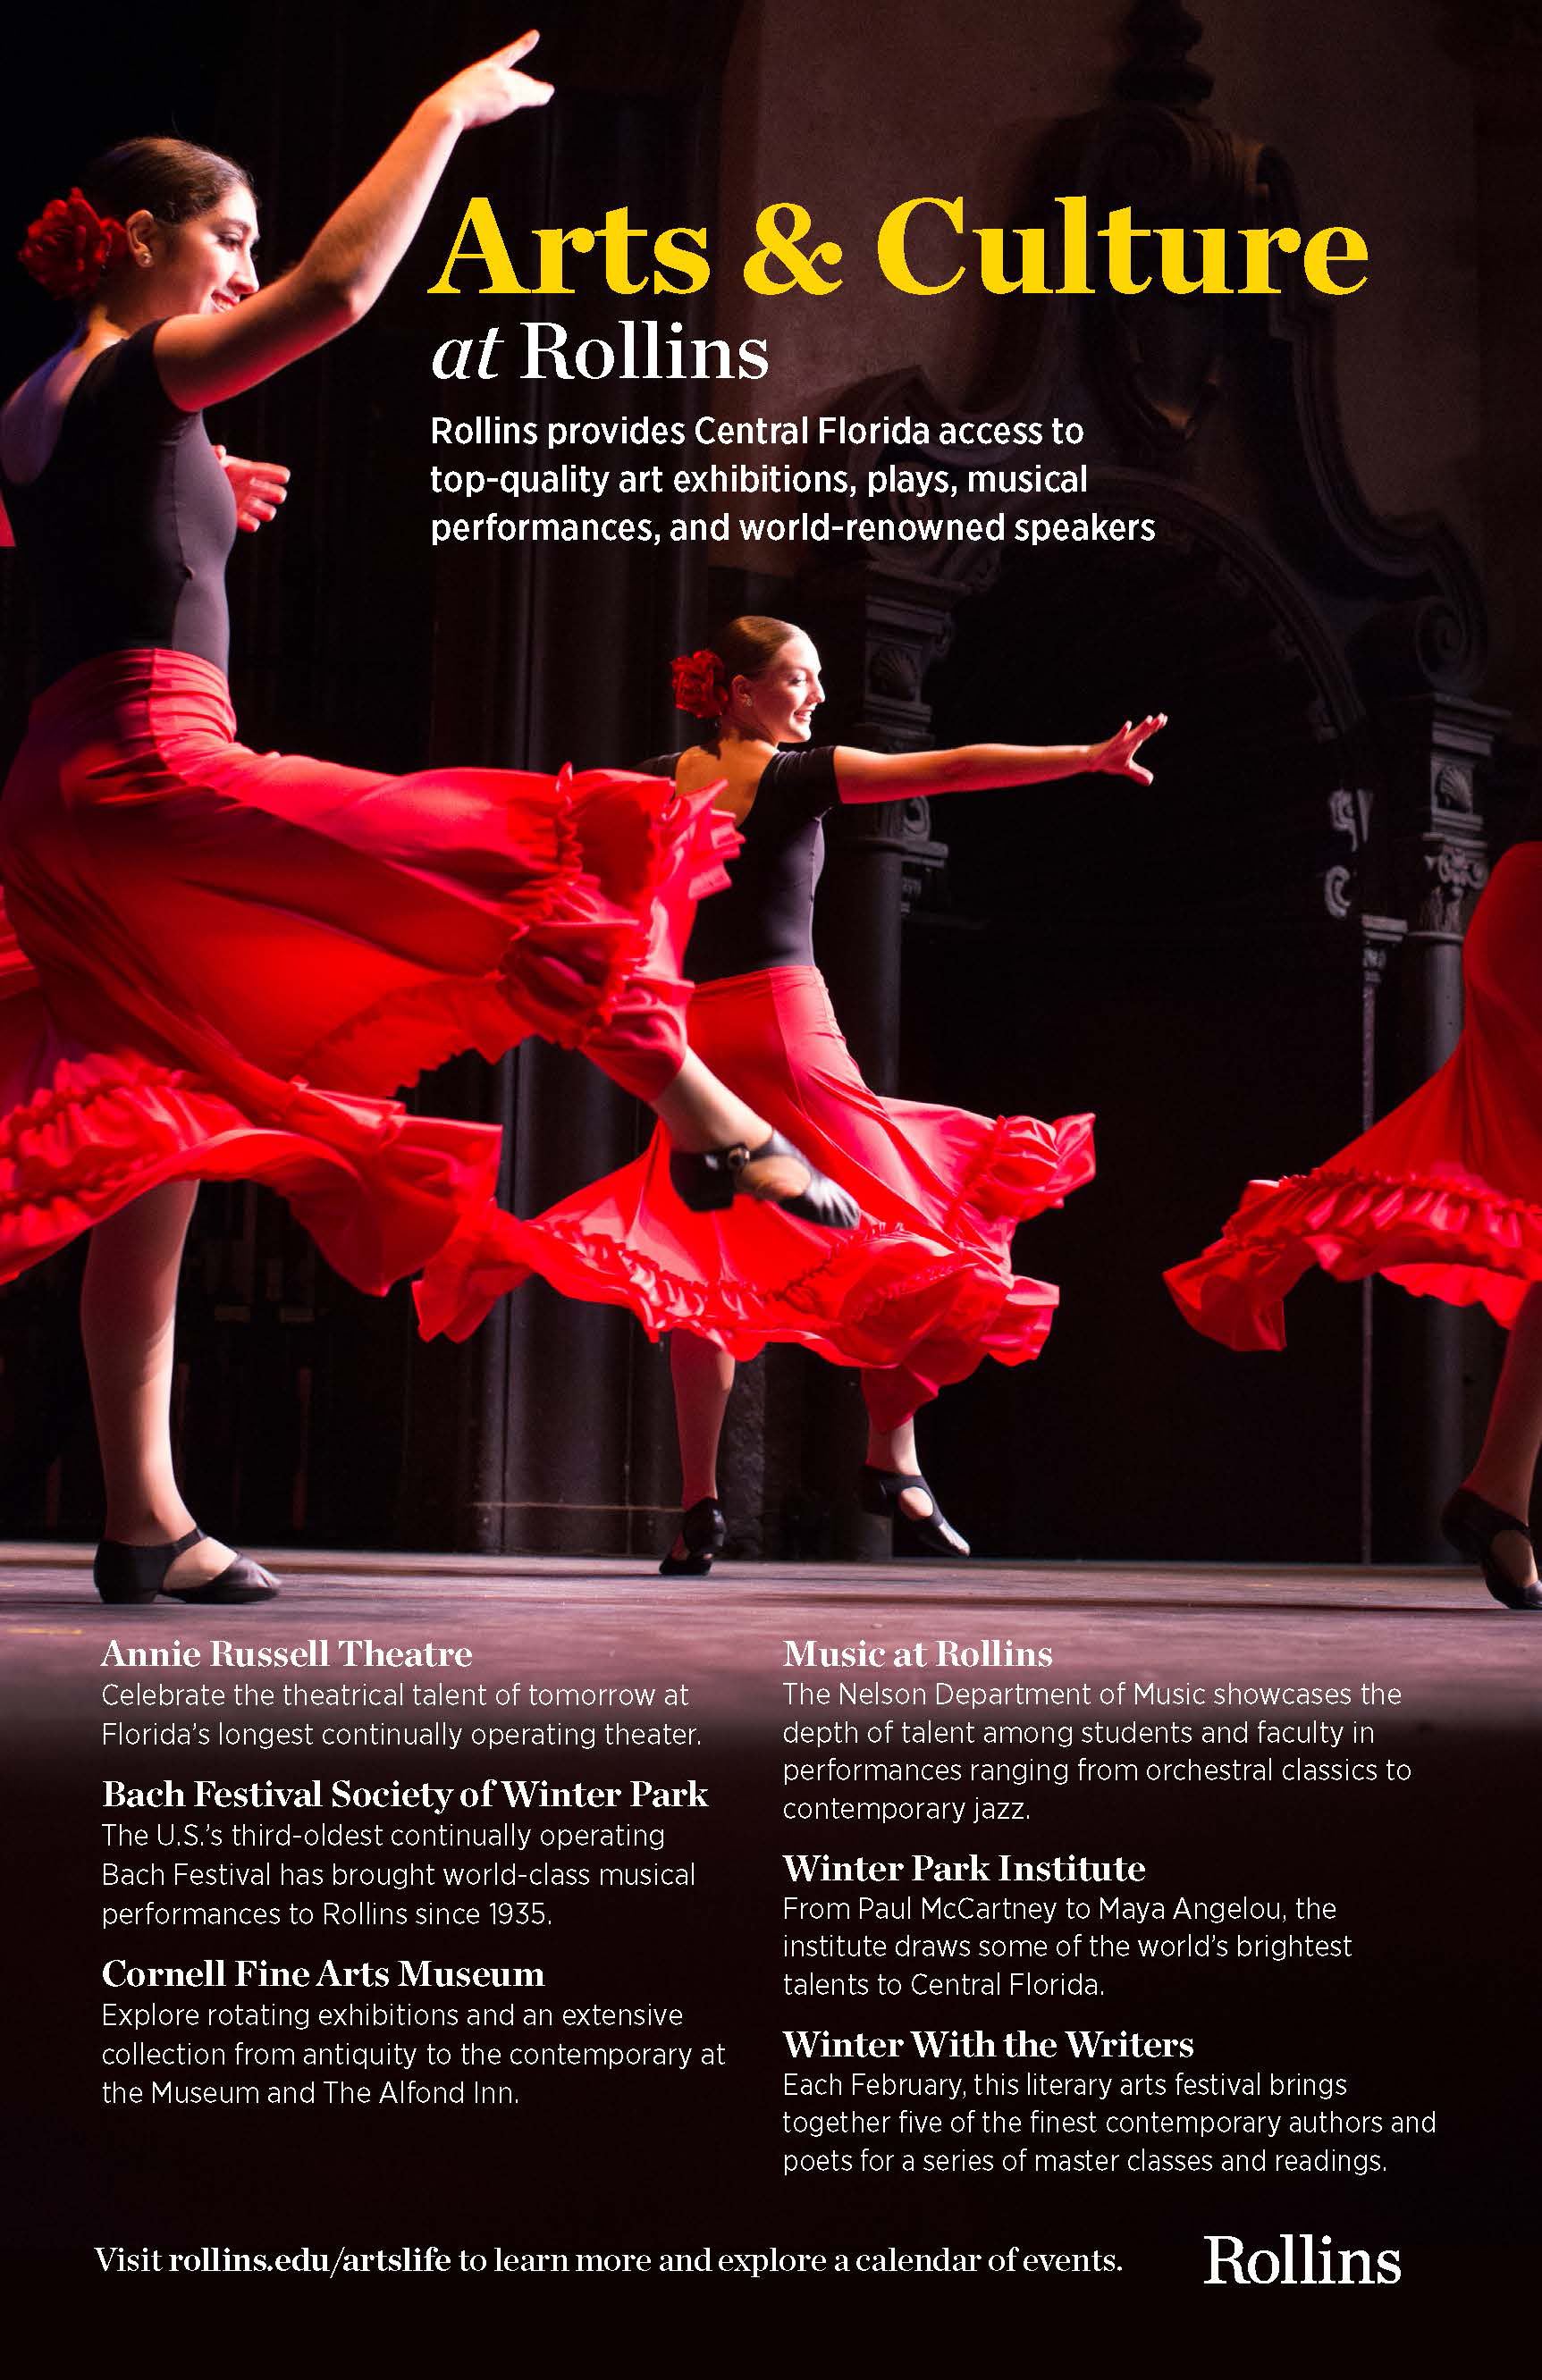 Arts & Culture
at Rollins
Rollins provides Central Florida access to
top-quality art exhibitions, plays, musical
performances, and world-renowned speakers
Annie Russell Theatre
Celebrate the theatrical talent of tomorrow at
Florida’s longest continually operating theater.
Bach Festival Society of Winter Park
The U.S.’s third-oldest continually operating
Bach Festival has brought world-class musical
performances to Rollins since 1935.
Cornell Fine Arts Museum
Explore rotating exhibitions and an extensive
collection from antiquity to the contemporary at
the Museum and The Alfond Inn.
Music at Rollins
The Nelson Department of Music showcases the
depth of talent among students and faculty in
performances ranging from orchestral classics to
contemporary jazz.
Winter Park Institute
From Paul McCartney to Maya Angelou, the
institute draws some of the world’s brightest
talents to Central Florida.
Winter With the Writers
Each February, this literary arts festival brings
together five of the finest contemporary authors and
poets for a series of master classes and readings.
Visit rollins.edu/artslife to learn more and explore a calendar of events.
Rollins